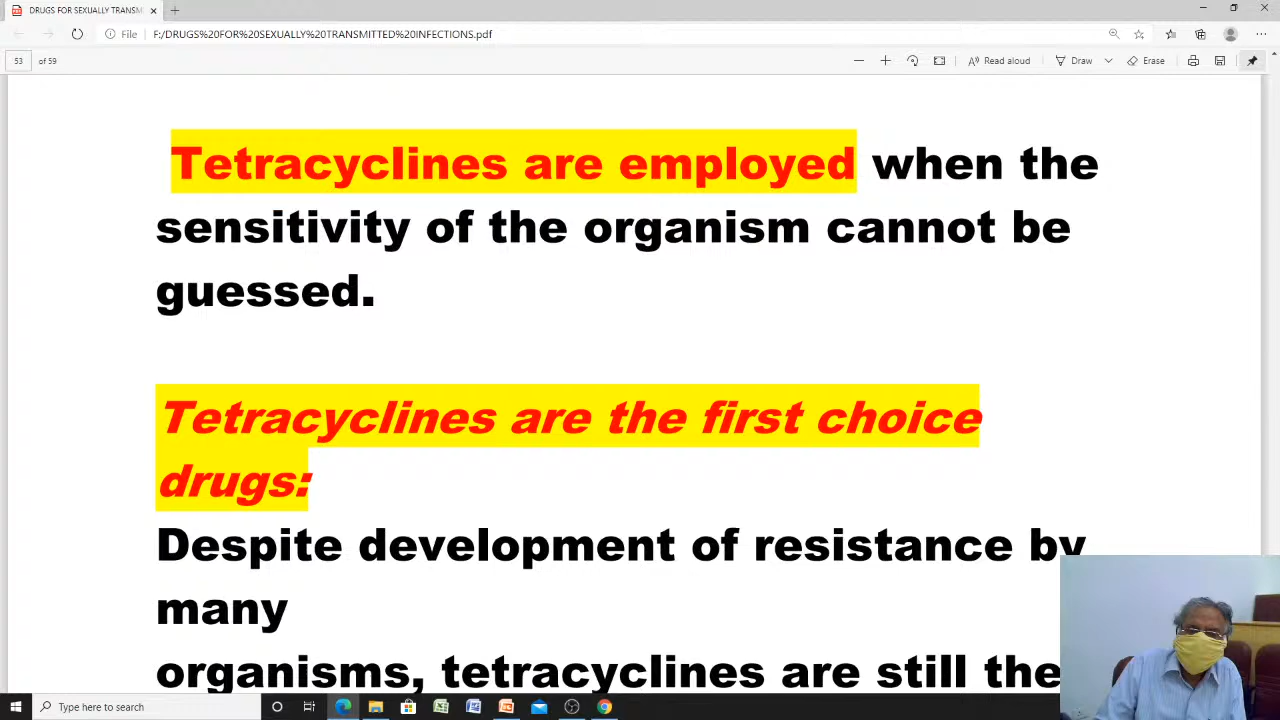 DRUGS FOR SEXUALLY TRANSM
File F:/DRUGS%20FOR%20SEXUALLY%20TRANSMITTED%20INFECTIONS.pdf
53 of 59 Read aloud Draw Erase
Tetracyclines are employed when the
sensitivity of the organism cannot be
guessed.
Tetracyclines are the first choice
drugs:
Despite development of resistance by
many
organisms, tetracyclines are still the
Type here to search